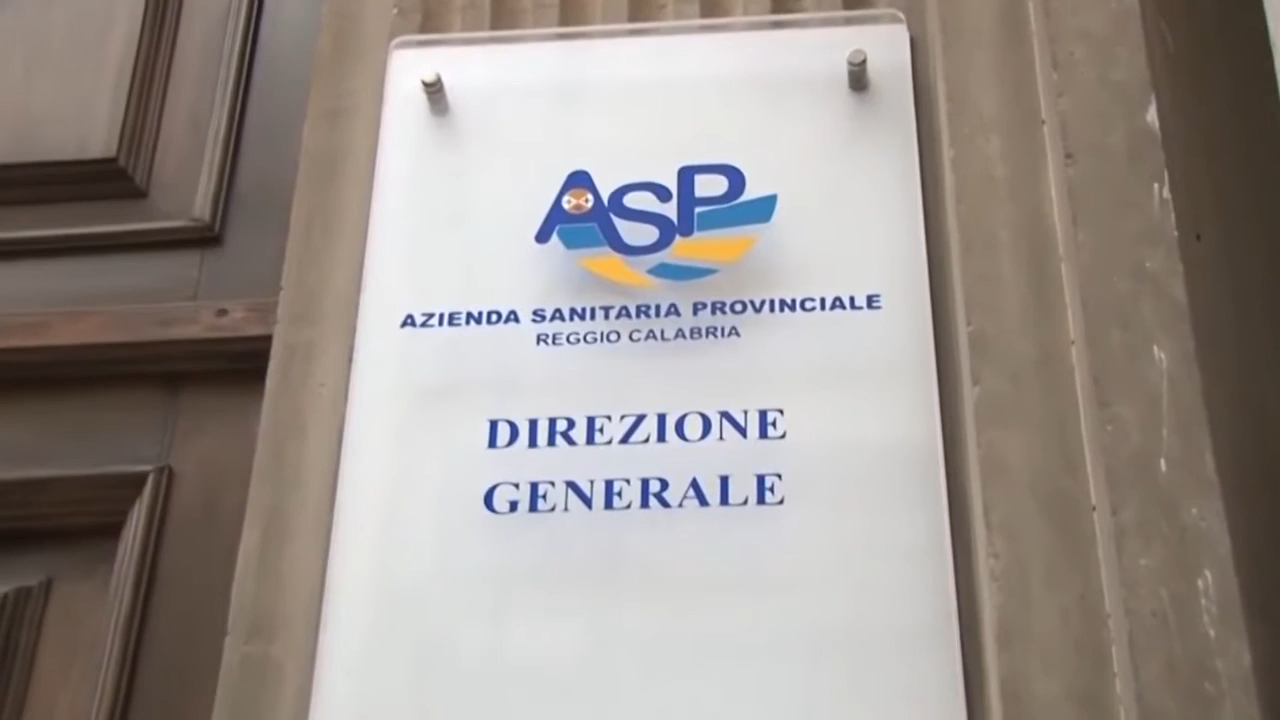 ASP
AZIENDA SANITARIA PROVINCIALE
REGGIO CALABRIA
DIREZIONE
GENERALE